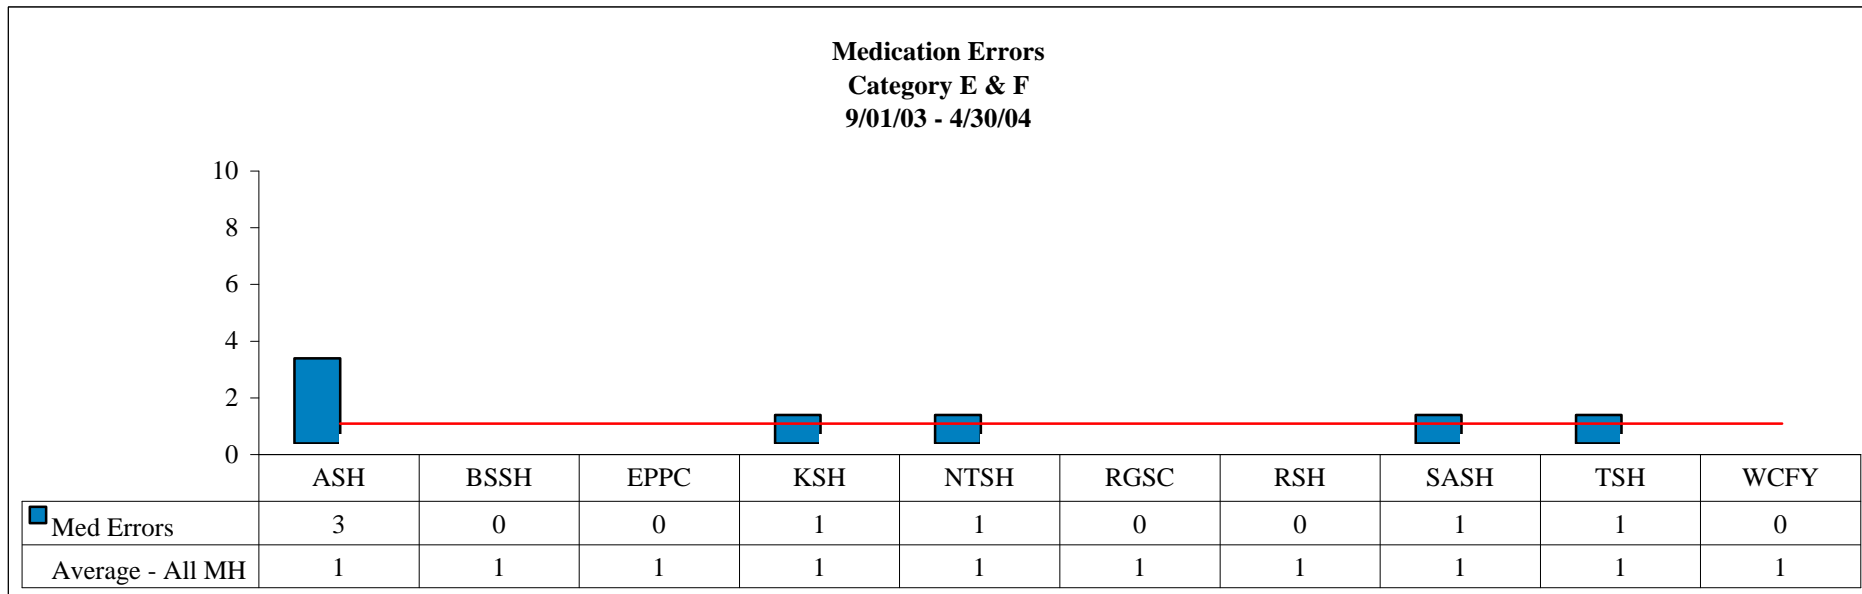 Medication Errors
Category E & F
9/01/03 - 4/30/04
10
8
6
4
2
0
ASH BSSH EPPC KSH NTSH RGSC RSH SASH TSH WCFY
Med Errors 3 0 0 1 1 0 0 1 1 0
Average - All MH 1 1 1 1 1 1 1 1 1 1